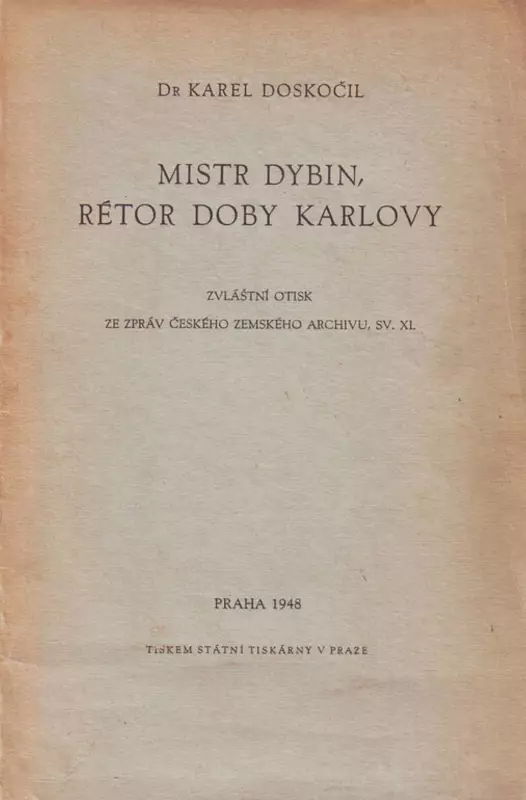 Dr KAREL DOSKOČIL
MISTR DYBIN,
RÉTOR DOBY KARLOVY
ZVLÁŠTNÍ OTISK
ZE ZPRÁV ČESKÉHO ZEMSKÉHO ARCHIVU, SV. XI.
PRAHA 1948
TISKEM STÁTNÍ TISKÁRNY V PRAZE